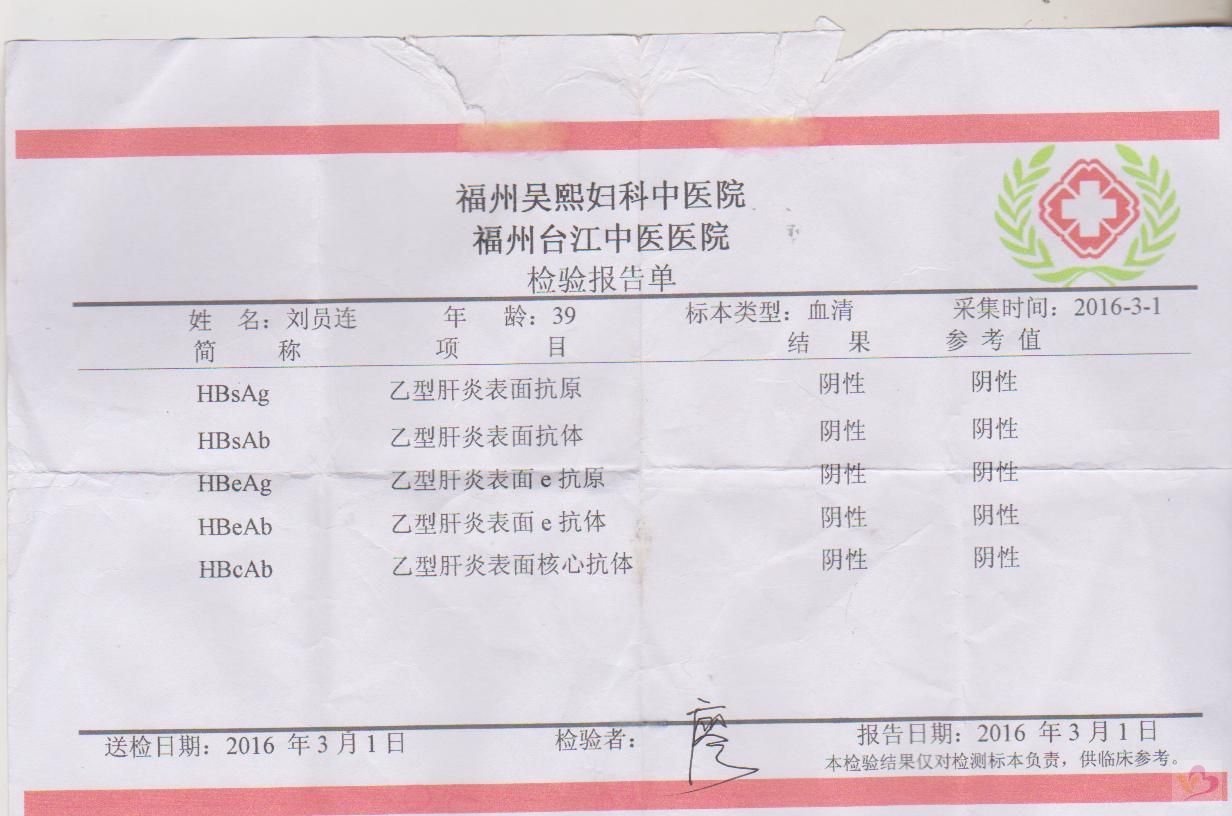 福州吴熙妇科中医院
福州台江中医医院
检验报告单
姓 名：刘员连 年 龄：39 标本类型：血清 采集时间：2016-3-1
简 称 项 目 结 果 参 考 值
HBsAg 乙型肝炎表面抗原 阴性 阴性
HBsAb 乙型肝炎表面抗体 阴性 阴性
HBeAg 乙型肝炎表面 e 抗原 阴性 阴性
HBeAb 乙型肝炎表面 e 抗体 阴性 阴性
HBcAb 乙型肝炎表面核心抗体 阴性 阴性
送检日期：2016 年 3 月 1 日 检验者：廖 报告日期：2016 年 3 月 1 日
本检验结果仅对检测标本负责，供临床参考。